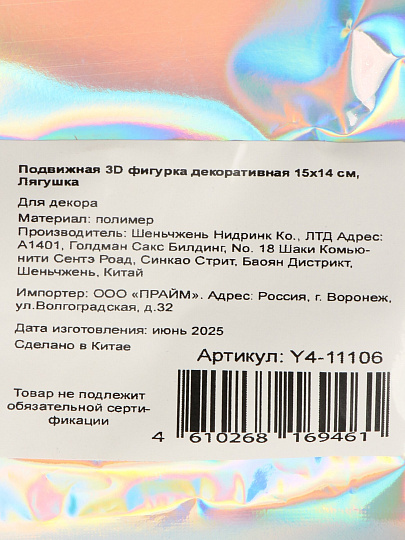 Подвижная 3D фигурка декоративная 15x14 см,
Лягушка
Для декора
Материал: полимер
Производитель: Шеньчжень Нидринк Ко., ЛТД Адрес:
А1401, Голдман Сакс Билдинг, No. 18 Шаки Комью-
нити Сентэ Роад, Синкао Стрит, Баоян Дистрикт,
Шеньчжень, Китай
Импортер: ООО «ПРАЙМ». Адрес: Россия, г. Воронеж,
ул.Волгоградская, д.32
Дата изготовления: июнь 2025
Сделано в Китае
Артикул: Y4-11106
Товар не подлежит
обязательной серти-
фикации
4 610268 169461